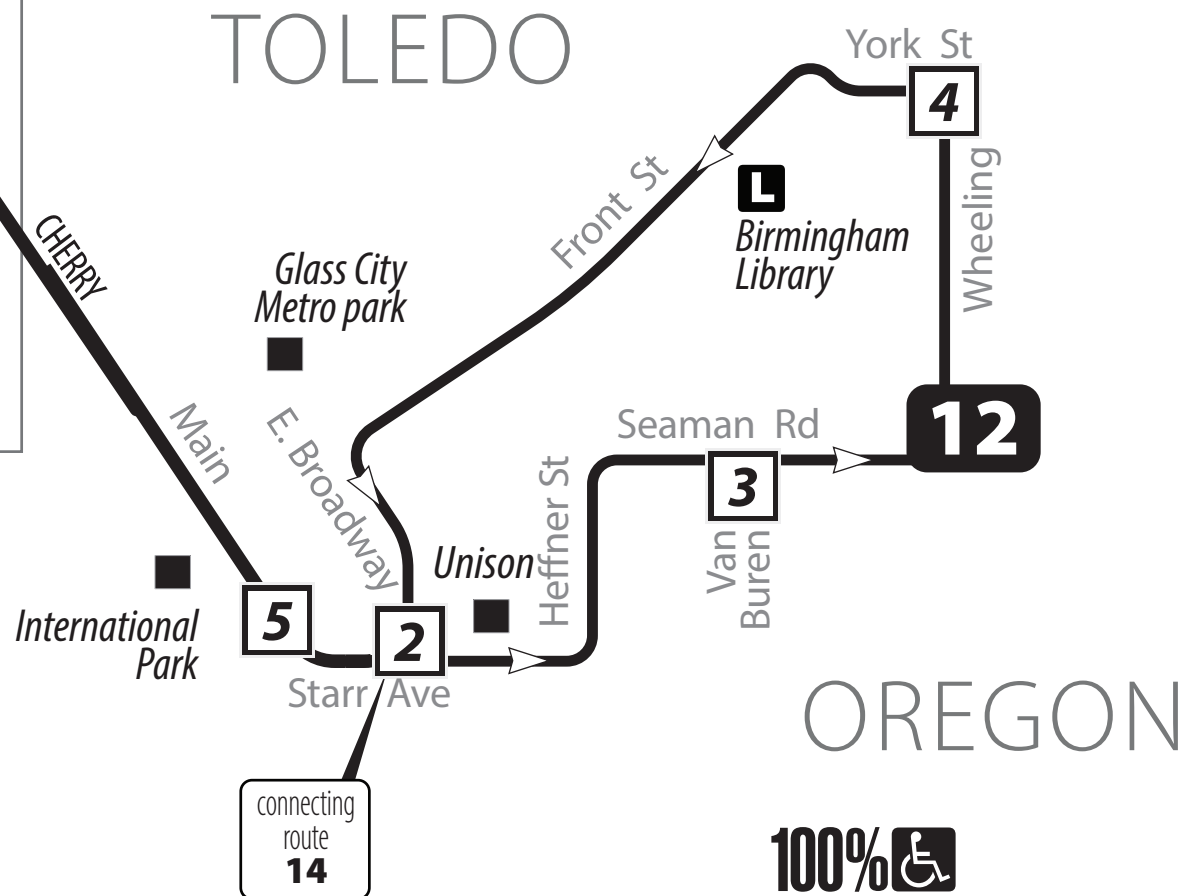 TOLEDO
York St
4
CHERRY
Front St
L
Birmingham
Library
Wheeling
Glass City
Metro park
Main
E. Broadway
Seaman Rd
12
3
Van
Buren
Heffner St
Unison
International
Park
5
2
Starr Ave
OREGON
connecting
route
14
100%